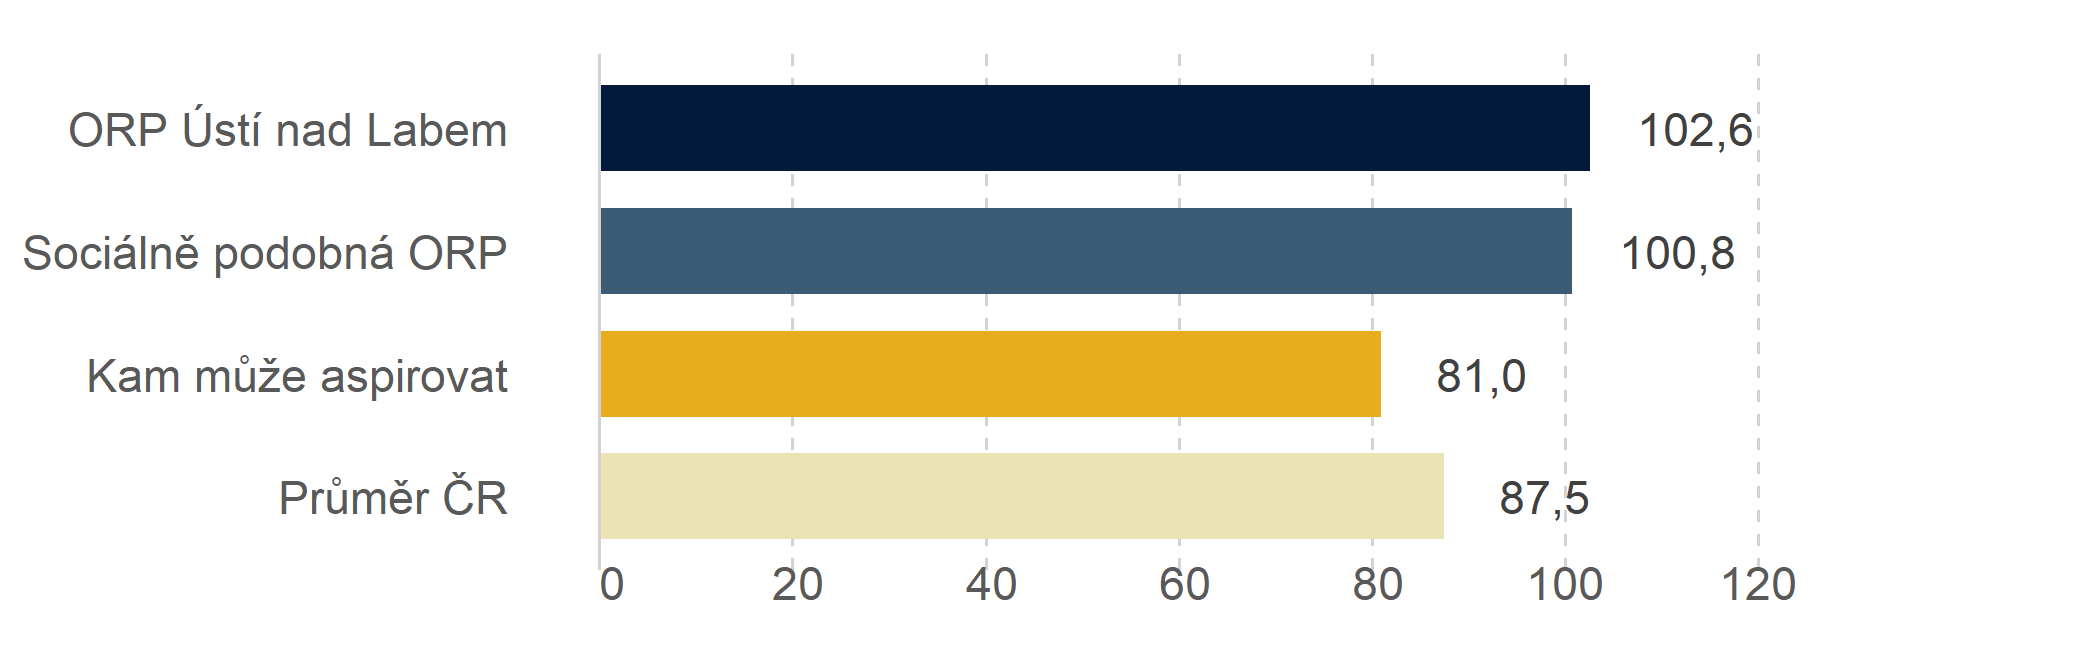 ORP Ústí nad Labem 102,6
Sociálně podobná ORP 100,8
Kam může aspirovat 81,0
Průměr ČR 87,5
0 20 40 60 80 100 120